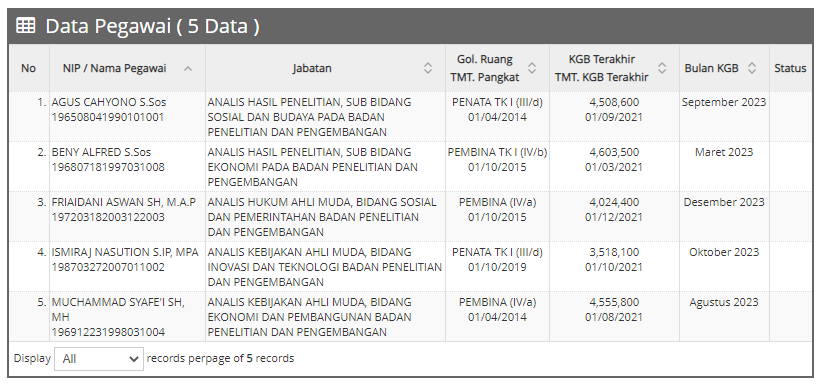 Data Pegawai ( 5 Data )
No NIP / Nama Pegawai Jabatan Gol. Ruang TMT. Pangkat KGB Terakhir TMT. KGB Terakhir Bulan KGB Status
1. AGUS CAHYONO S.Sos ANALIS HASIL PENELITIAN, SUB BIDANG PENATA TK I (III/d) 4,508,600 September 2023
196508041990101001 SOSIAL DAN BUDAYA PADA BADAN 01/04/2014 01/09/2021
PENELITIAN DAN PENGEMBANGAN
2. BENY ALFRED S.Sos ANALIS HASIL PENELITIAN, SUB BIDANG PEMBINA TK I (IV/b) 4,603,500 Maret 2023
196807181997031008 EKONOMI PADA BADAN PENELITIAN DAN 01/10/2015 01/03/2021
PENGEMBANGAN
3. FRIAIDANI ASWAN SH, M.A.P ANALIS HUKUM AHLI MUDA, BIDANG SOSIAL PEMBINA (IV/a) 4,024,400 Desember 2023
197203182003122003 DAN PEMERINTAHAN BADAN PENELITIAN 01/10/2015 01/12/2021
DAN PENGEMBANGAN
4. ISMIRAJ NASUTION S.IP, MPA ANALIS KEBIJAKAN AHLI MUDA, BIDANG PENATA TK I (III/d) 3,518,100 Oktober 2023
198703272007011002 INOVASI DAN TEKNOLOGI BADAN PENELITIAN 01/10/2019 01/10/2021
DAN PENGEMBANGAN
5. MUCHAMMAD SYAFE'I SH, ANALIS KEBIJAKAN AHLI MUDA, BIDANG PEMBINA (IV/a) 4,555,800 Agustus 2023
MH EKONOMI DAN PEMBANGUNAN BADAN 01/04/2014 01/08/2021
196912231998031004 PENELITIAN DAN PENGEMBANGAN
Display All records perpage of 5 records